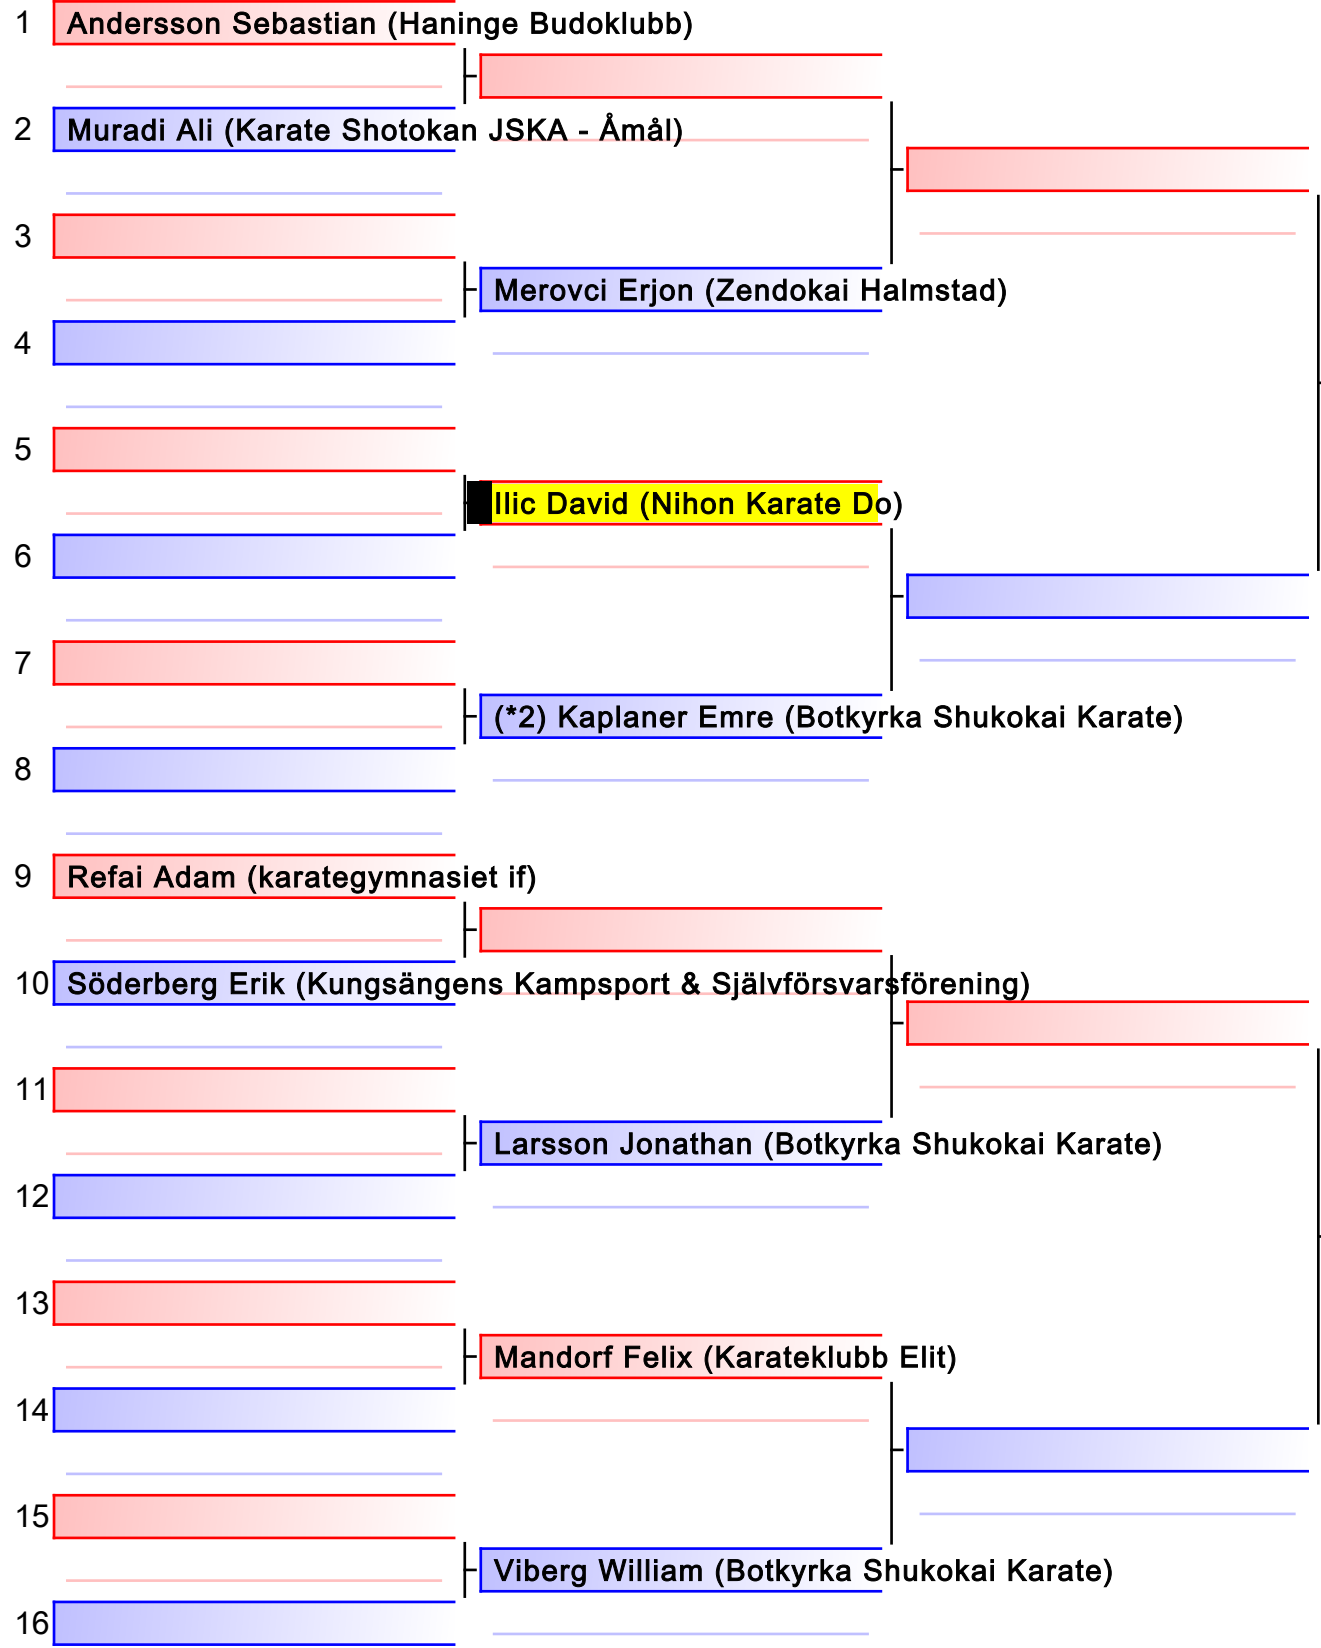 1 Andersson Sebastian (Haninge Budoklubb)
2 Muradi Ali (Karate Shotokan JSKA - Åmål)
3
Merovci Erjon (Zendokai Halmstad)
4
5
Ilic David (Nihon Karate Do)
6
7
(*2) Kaplaner Emre (Botkyrka Shukokai Karate)
8
9 Refai Adam (karategymnasiet if)
10 Söderberg Erik (Kungsängens Kampsport & Självförsvarsförening)
11
Larsson Jonathan (Botkyrka Shukokai Karate)
12
13
Mandorf Felix (Karateklubb Elit)
14
15
Viberg William (Botkyrka Shukokai Karate)
16